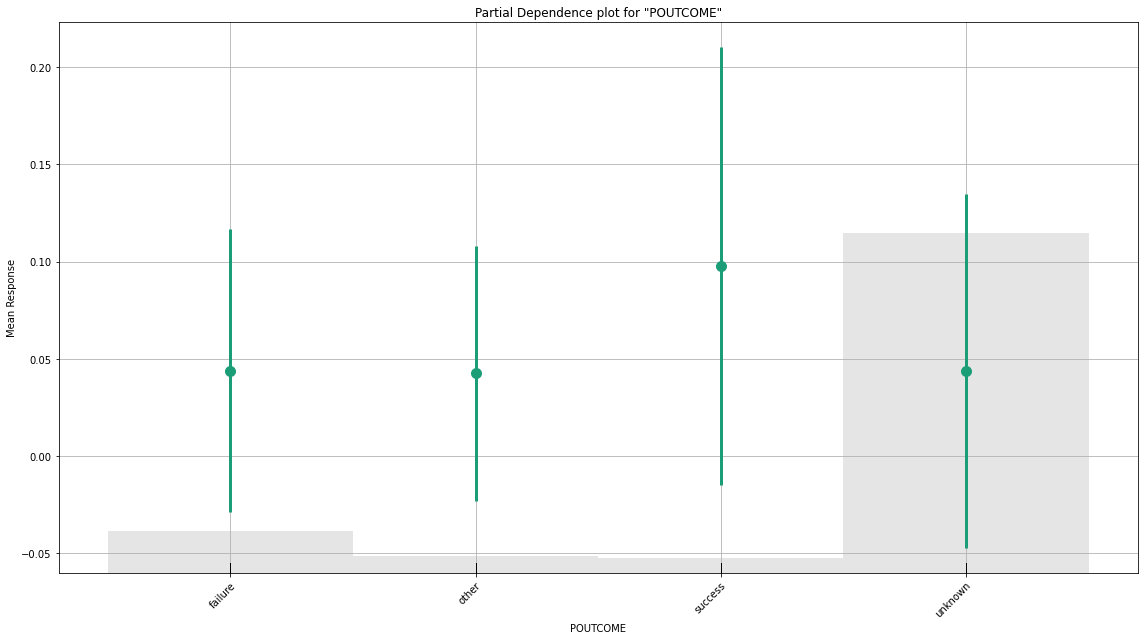 Partial Dependence plot for "POUTCOME"
0.20
0.15
0.10
0.05
0.00
−0.05
Mean Response
failure
other
success
unknown
POUTCOME